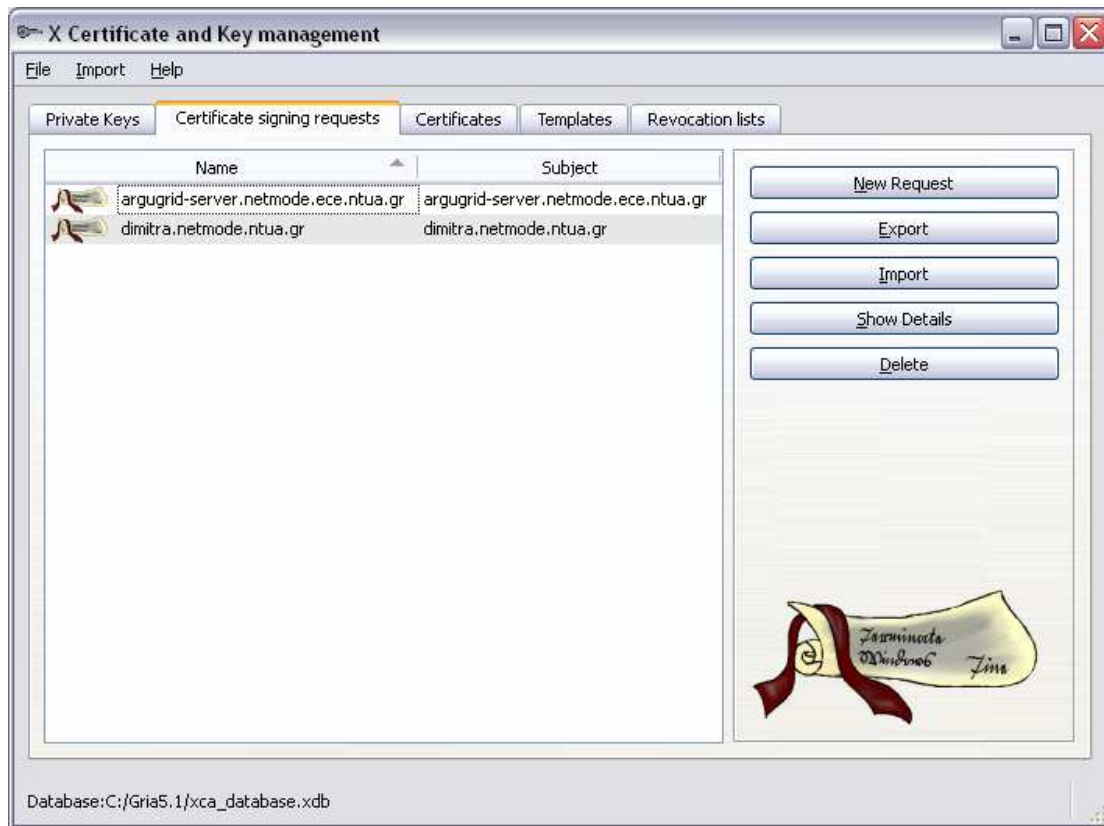 X Certificate and Key management
File Import Help
Private Keys Certificate signing requests Certificates Templates Revocation lists
Name Subject
argugrid-server.netmode.ece.ntua.gr argugrid-server.netmode.ece.ntua.gr
dimitra.netmode.ntua.gr dimitra.netmode.ntua.gr
New Request
Export
Import
Show Details
Delete
Windows
Database:C:/Gria5.1/xca_database.xdb